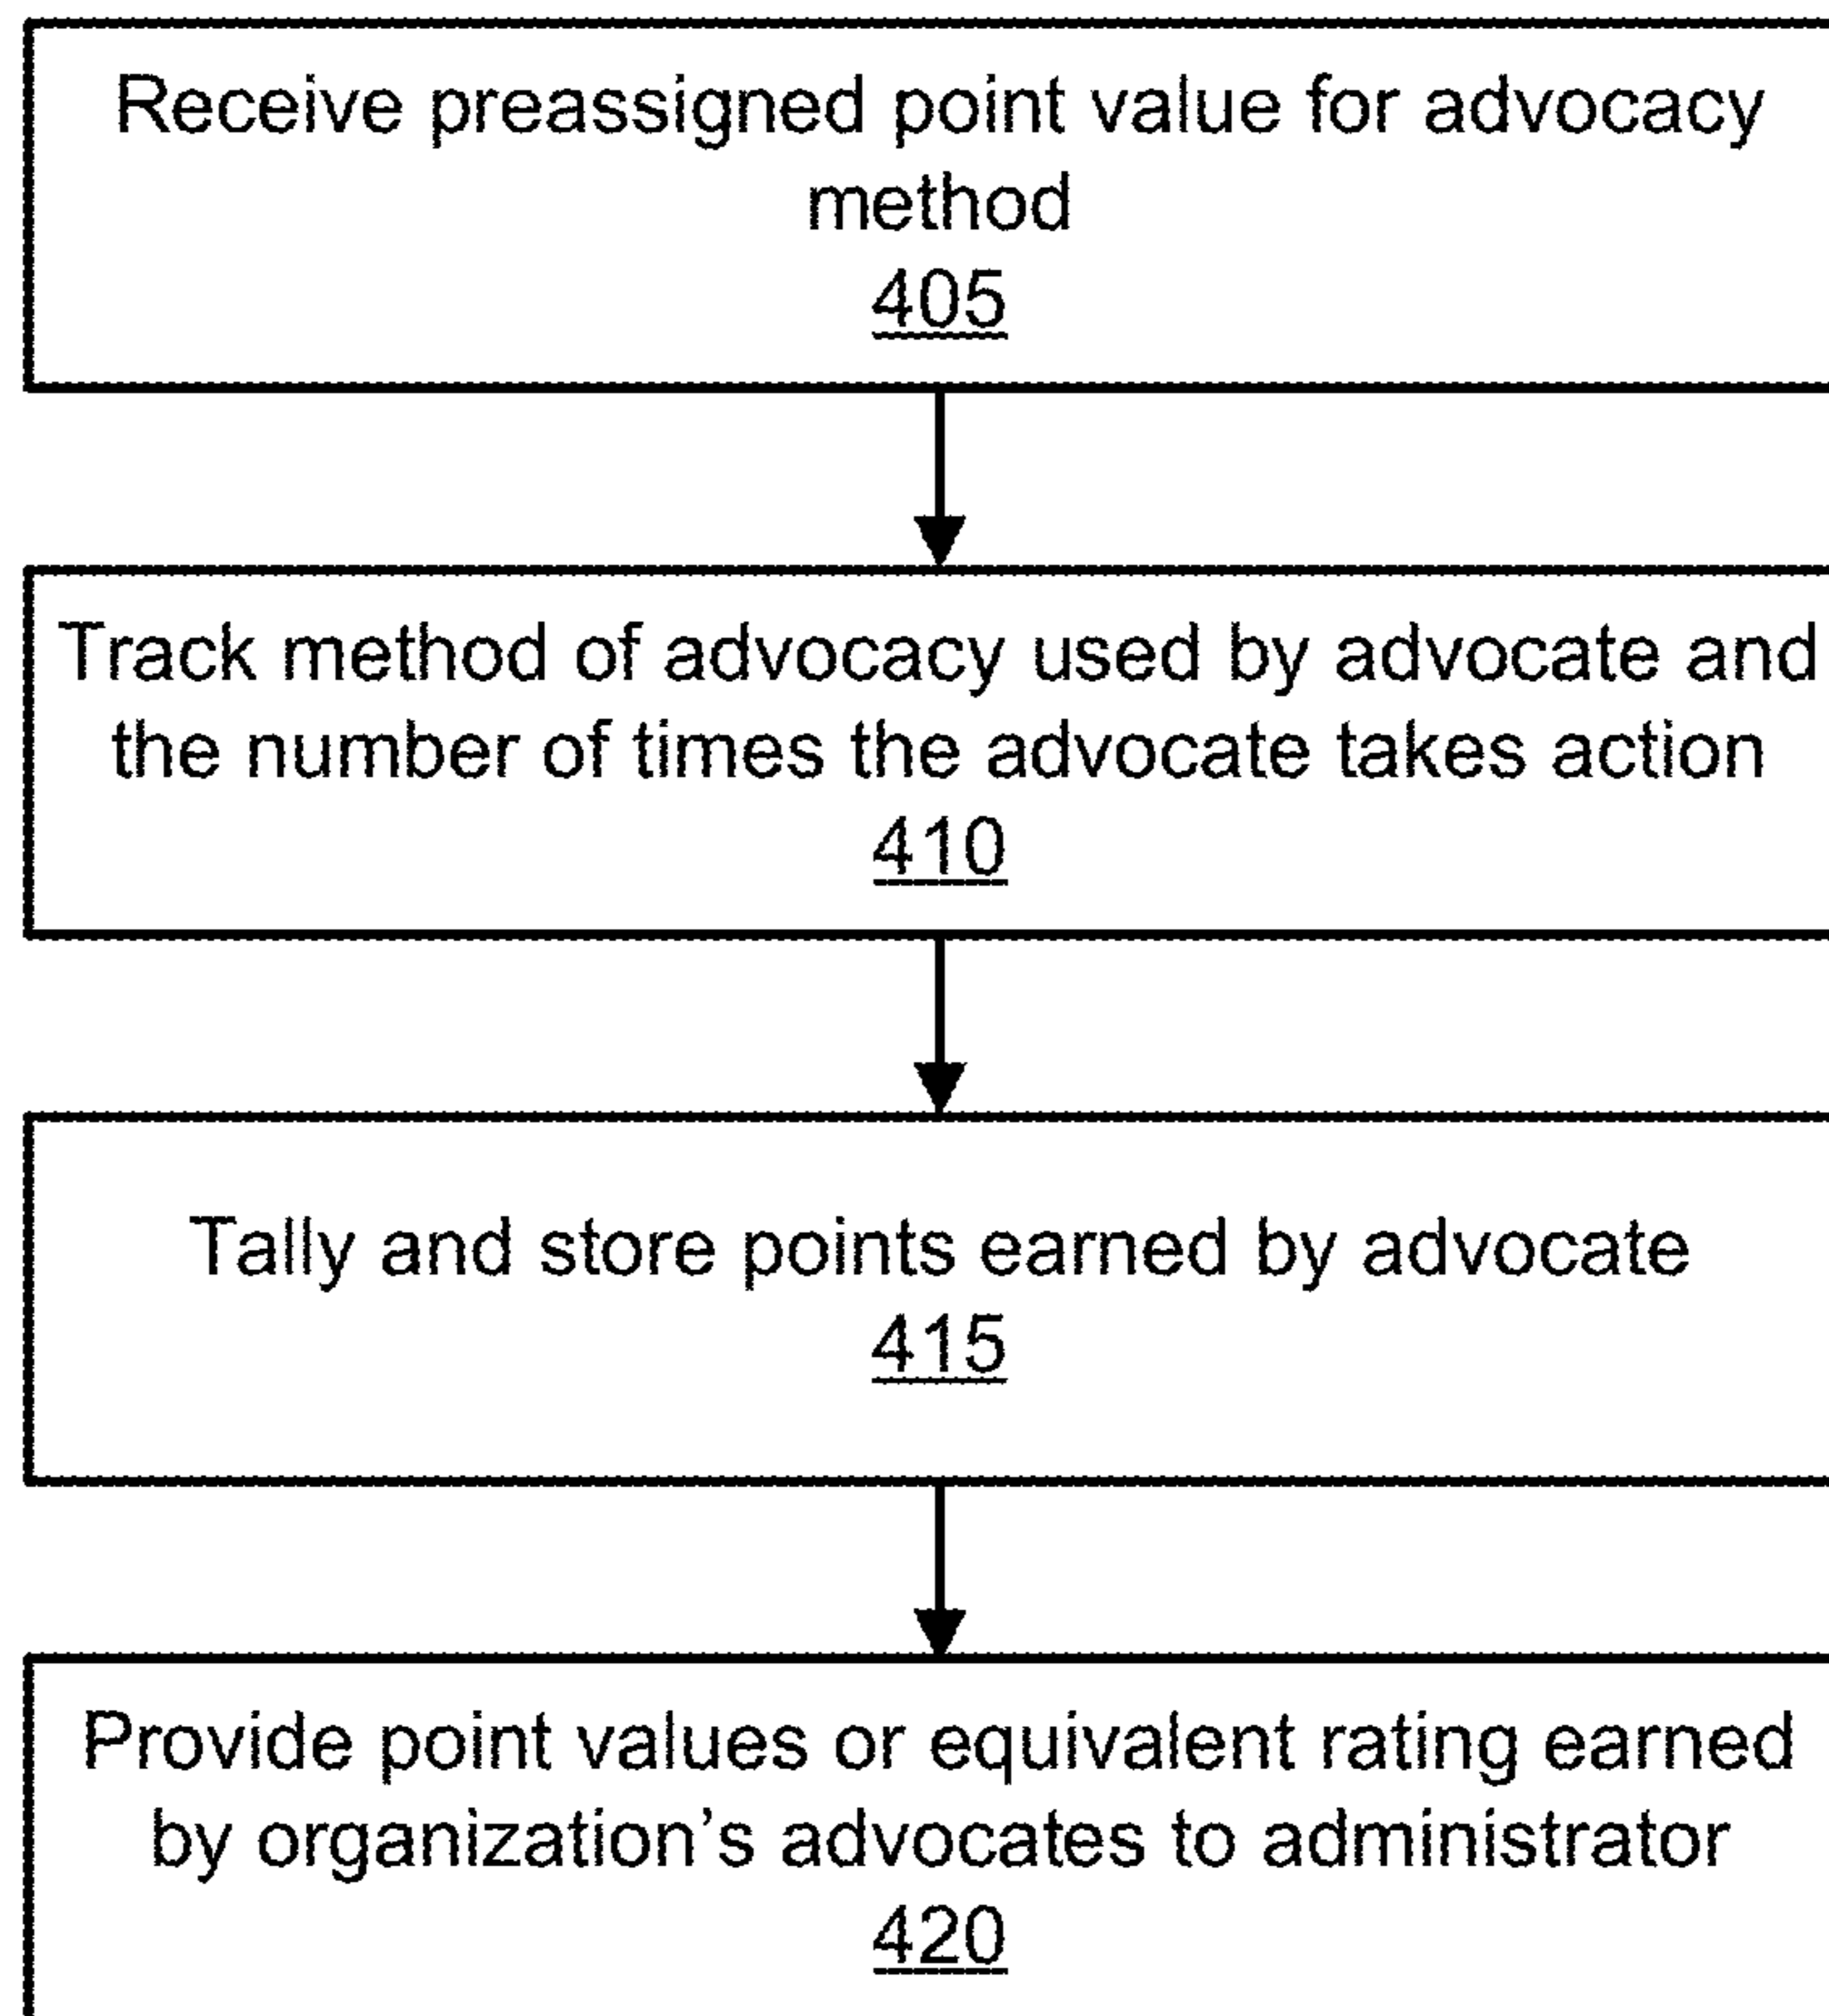 Receive preassigned point value for advocacy
method
405
Track method of advocacy used by advocate and
the number of times the advocate takes action
410
Tally and store points earned by advocate
415
Provide point values or equivalent rating earned
by organization's advocates to administrator
420